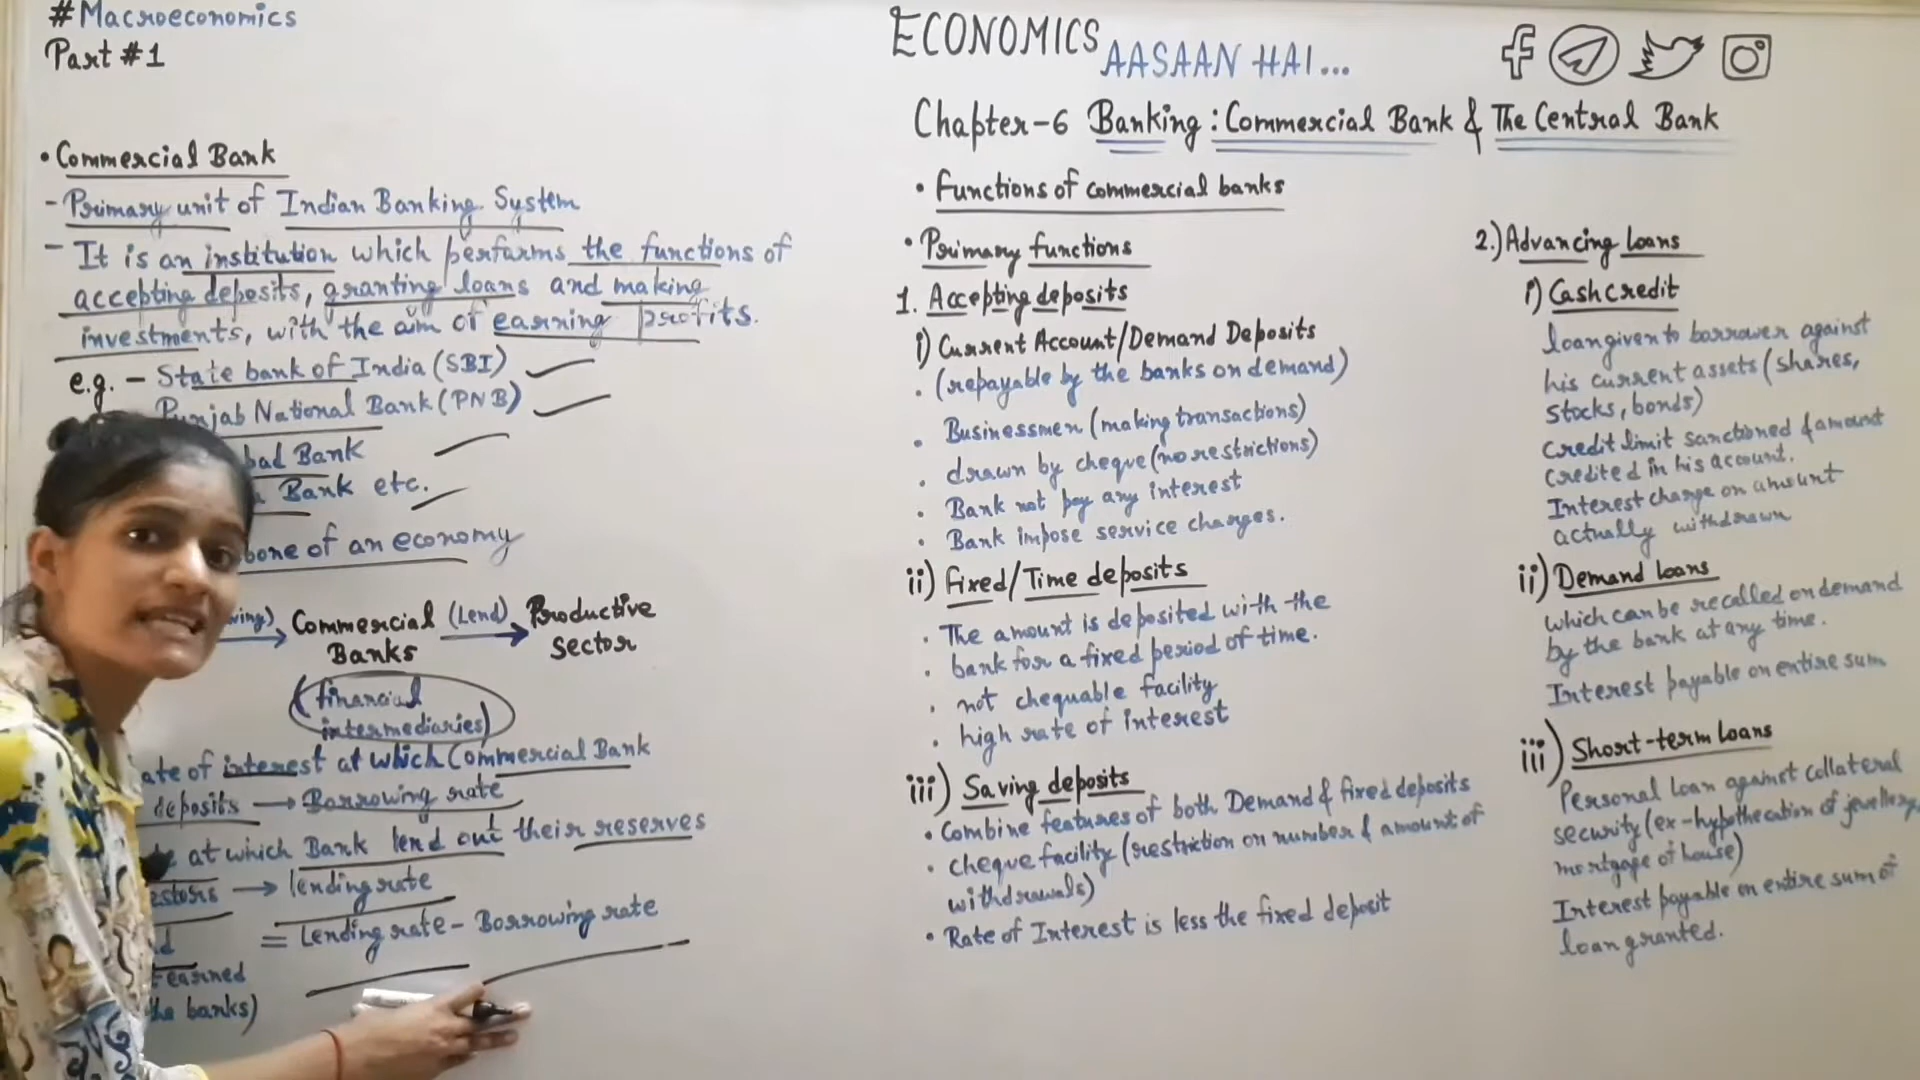 #Macroeconomics
Part #1
• Commercial Bank
- Primary unit of Indian Banking System
- It is an institution which performs the functions of
accepting deposits, granting loans and making
investments, with the aim of earning profits.
e.g. - State bank of India (SBI)
Punjab National Bank (PNB)
bad Bank
Bank etc.
bone of an economy
wing) Commercial (Lend) Productive
Banks sector
(financial
intermediaries)
ate of interest at which Commercial Bank
deposits → Borrowing rate
at which Bank lend out their reserves
estors → lending rate
= Lending rate - Borrowing rate
earned
the banks)
ECONOMICS
AASAAN HAI...
Chapter-6 Banking: Commercial Bank & The Central Bank
• Functions of commercial banks
• Primary functions
1. Accepting deposits
i) Current Account/Demand Deposits
• (repayable by the banks on demand)
• Businessmen (making transactions)
• drawn by cheque (no restrictions)
• Bank not pay any interest
• Bank impose service charges.
ii) Fixed/Time deposits
• The amount is deposited with the
• bank for a fixed period of time.
• not chequable facility
• high rate of interest
iii) Saving deposits
• Combine features of both Demand & fixed deposits
• cheque facility (restriction on number & amount of
withdrawals)
• Rate of Interest is less the fixed deposit
2.) Advancing loans
i) Cash credit
loan given to borrower against
his current assets (shares,
stocks, bonds)
credit limit sanctioned & amount
credited in his account.
Interest charge on amount
actually withdrawn
ii) Demand loans
which can be recalled on demand
by the bank at any time.
Interest payable on entire sum
iii) Short-term loans
Personal Loan against collateral
security (ex-hypothecation of jewellery,
mortgage of house)
Interest payable on entire sum of
loan granted.